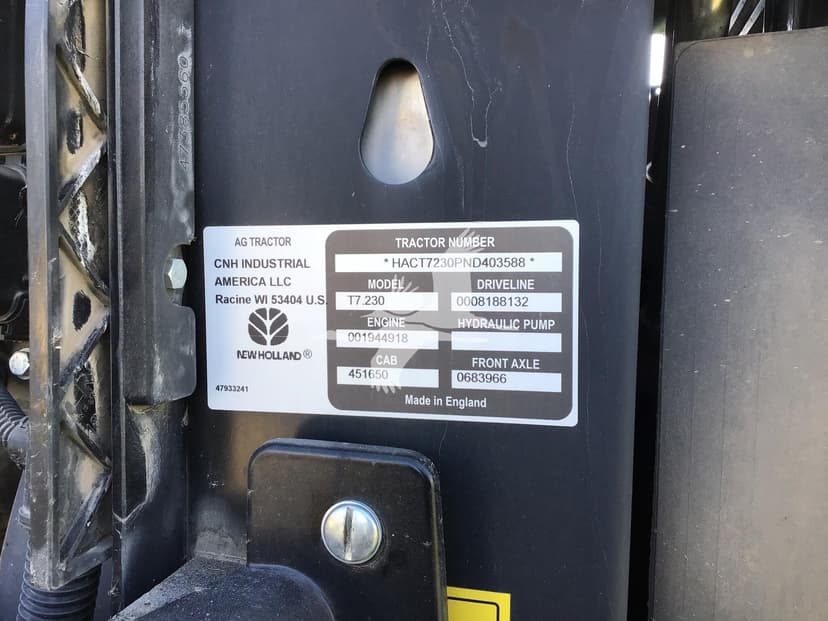 47385560
AG TRACTOR
CNH INDUSTRIAL
AMERICA LLC
Racine WI 53404 U.S.
NEW HOLLAND®
47933241
TRACTOR NUMBER
* HACT7230PND403588 *
MODEL DRIVELINE
T7.230 0008188132
ENGINE HYDRAULIC PUMP
001944918
CAB FRONT AXLE
451650 0683966
Made in England